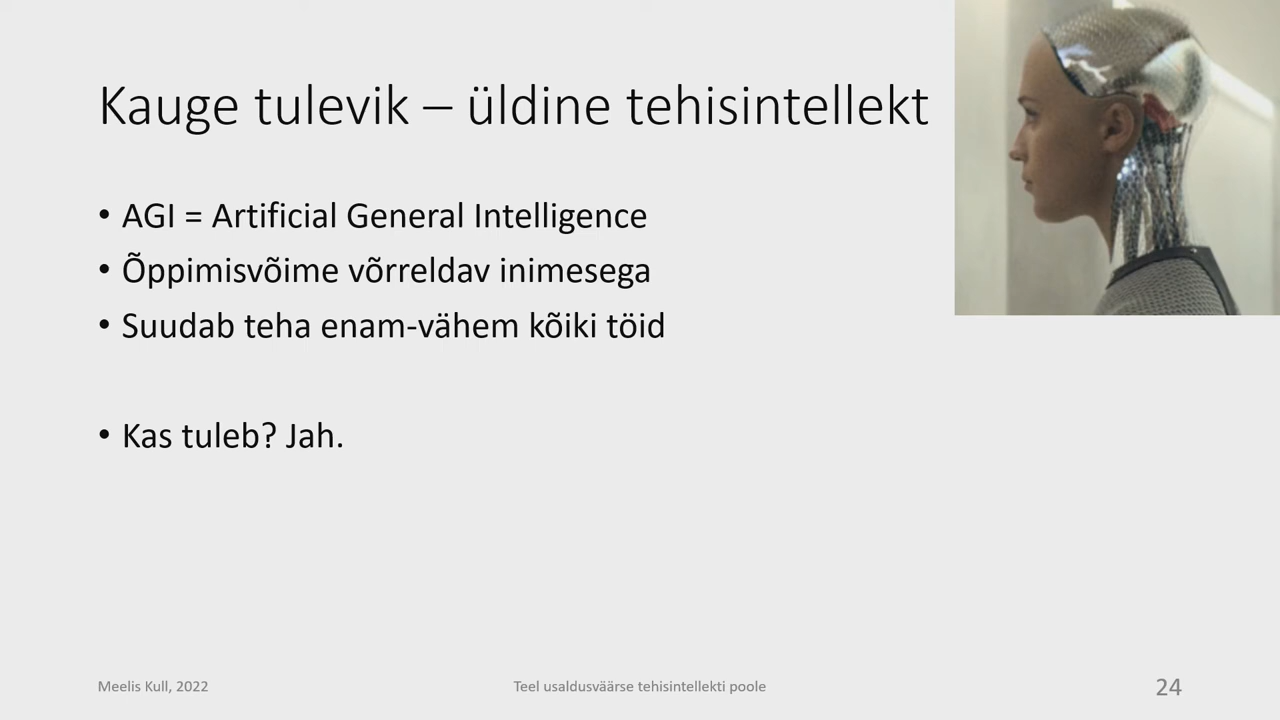 Kauge tulevik – üldine tehisintellekt
• AGI = Artificial General Intelligence
• Õppimisvõime võrreldav inimesega
• Suudab teha enam-vähem kõiki töid
• Kas tuleb? Jah.
Meelis Kull, 2022
Teel usaldusväärse tehisintellekti poole
24